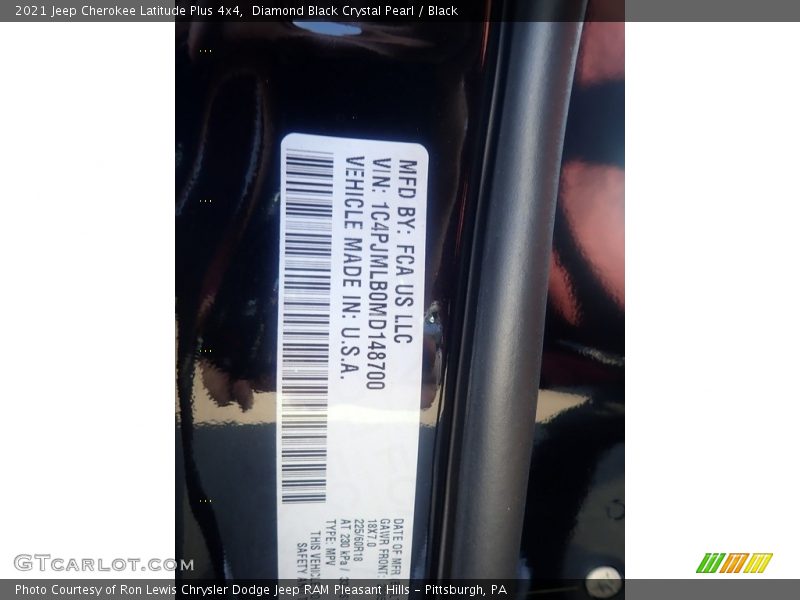 2021 Jeep Cherokee Latitude Plus 4x4,  Diamond Black Crystal Pearl / Black
MFD BY: FCA US LLC
VIN: 1C4PJMLB0MD148700
VEHICLE MADE IN: U.S.A.
DATE OF MFR
GAWR FRONT:
18X7.0
225/60R18
AT 230 kPa /
TYPE: MPV
THIS VEHIC
SAFETY A
GTcarlot.com
Photo Courtesy of Ron Lewis Chrysler Dodge Jeep RAM Pleasant Hills – Pittsburgh, PA